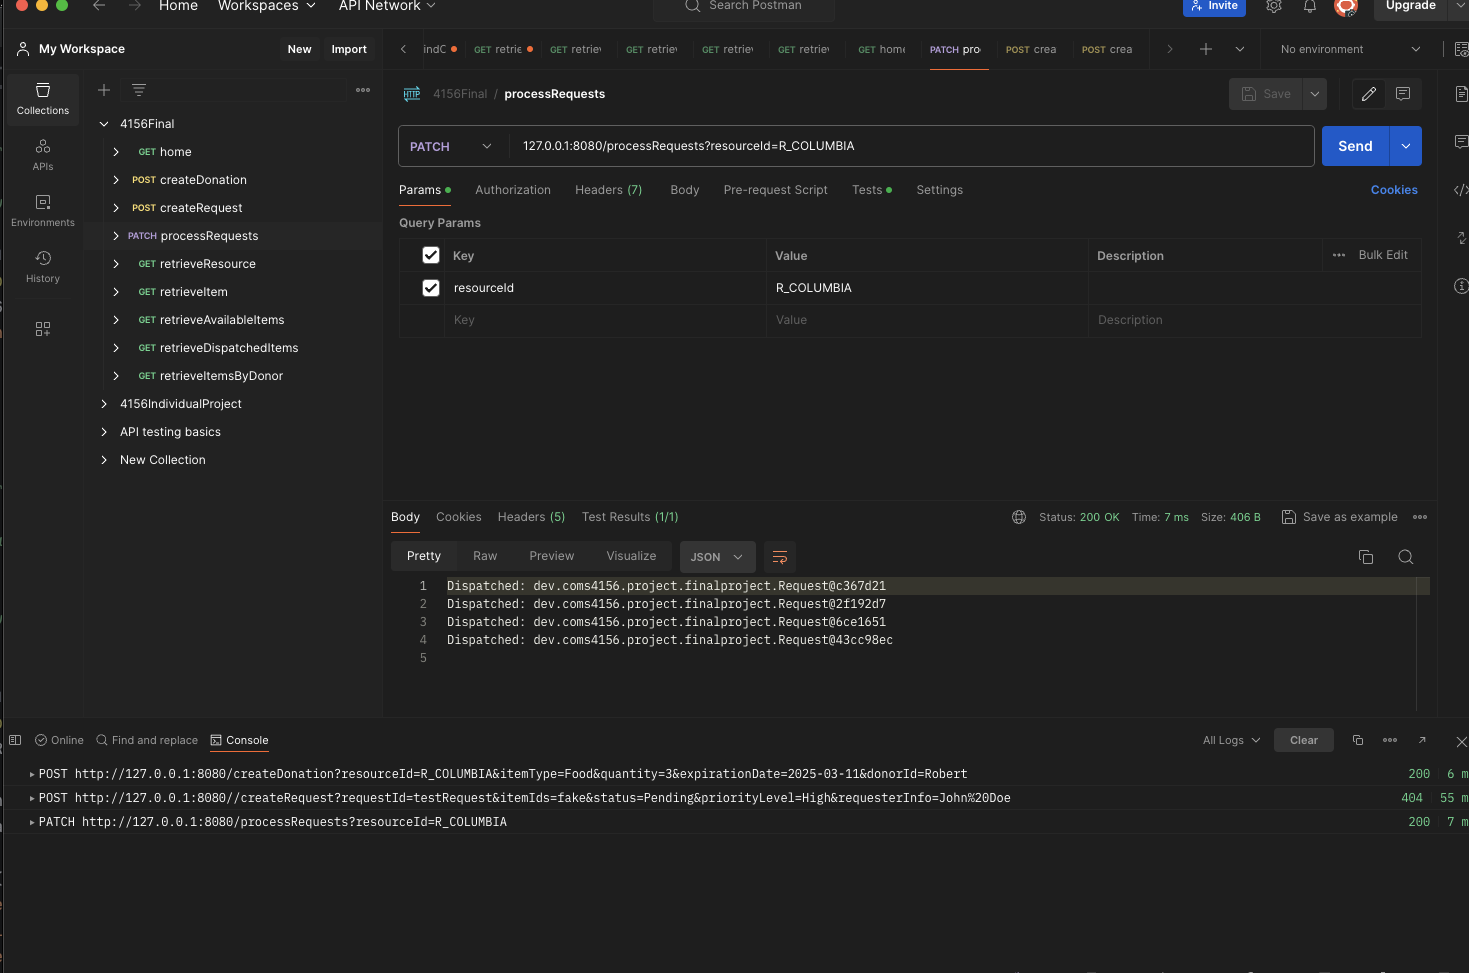 Home Workspaces API Network Search Postman Invite Upgrade
My Workspace New Import
GET retrie GET retrie GET retrie GET retrie GET retrie GET home PATCH pro POST crea POST crea No environment
Collections
APIs
Environments
History
4156Final
GET home
POST createDonation
POST createRequest
PATCH processRequests
GET retrieveResource
GET retrieveItem
GET retrieveAvailableItems
GET retrieveDispatchedItems
GET retrieveItemsByDonor
4156IndividualProject
API testing basics
New Collection
HTTP 4156Final / processRequests Save
PATCH 127.0.0.1:8080/processRequests?resourceId=R_COLUMBIA Send
Params Authorization Headers (7) Body Pre-request Script Tests Settings Cookies
Query Params
Key Value Description Bulk Edit
resourceId R_COLUMBIA
Key Value Description
Body Cookies Headers (5) Test Results (1/1) Status: 200 OK Time: 7 ms Size: 406 B Save as example
Pretty Raw Preview Visualize JSON
1 Dispatched: dev.coms4156.project.finalproject.Request@c367d21
2 Dispatched: dev.coms4156.project.finalproject.Request@2f192d7
3 Dispatched: dev.coms4156.project.finalproject.Request@6ce1651
4 Dispatched: dev.coms4156.project.finalproject.Request@43cc98ec
5
Online Find and replace Console All Logs Clear
POST http://127.0.0.1:8080/createDonation?resourceId=R_COLUMBIA&itemType=Food&quantity=3&expirationDate=2025-03-11&donorId=Robert 200 6 m
POST http://127.0.0.1:8080//createRequest?requestId=testRequest&itemIds=fake&status=Pending&priorityLevel=High&requesterInfo=John%20Doe 404 55 m
PATCH http://127.0.0.1:8080/processRequests?resourceId=R_COLUMBIA 200 7 m